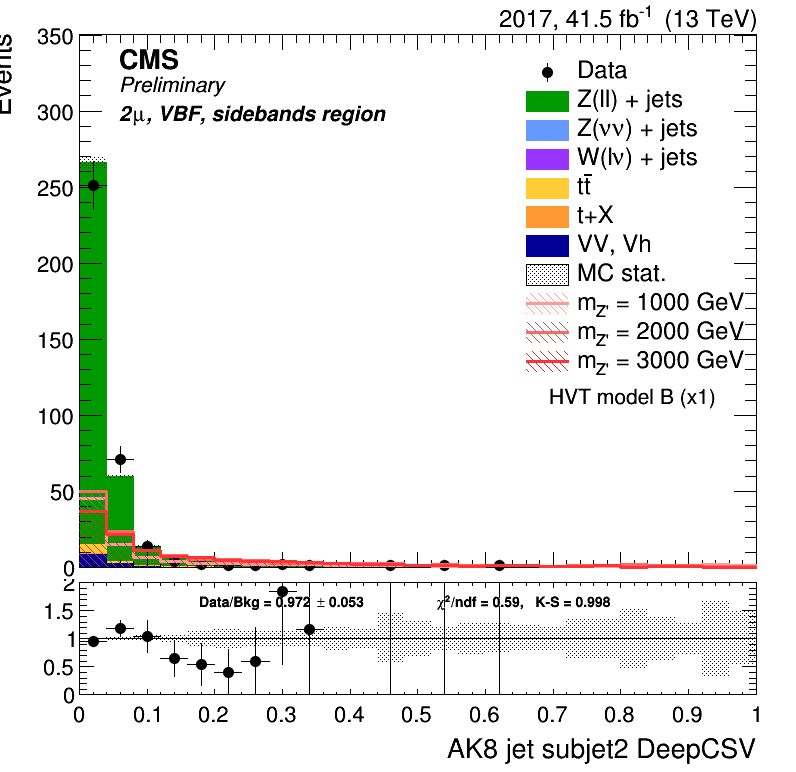 2017, 41.5 fb⁻¹ (13 TeV)
Events
CMS
Preliminary
2μ, VBF, sidebands region
Data
Z(ll) + jets
Z(νν) + jets
W(lν) + jets
tt̄
t+X
VV, Vh
MC stat.
m_Z' = 1000 GeV
m_Z' = 2000 GeV
m_Z' = 3000 GeV
HVT model B (x1)
350
300
250
200
150
100
50
0
Data/Bkg = 0.972 ± 0.053
χ²/ndf = 0.59, K-S = 0.998
2
1.5
1
0.5
0
0 0.1 0.2 0.3 0.4 0.5 0.6 0.7 0.8 0.9 1
AK8 jet subjet2 DeepCSV